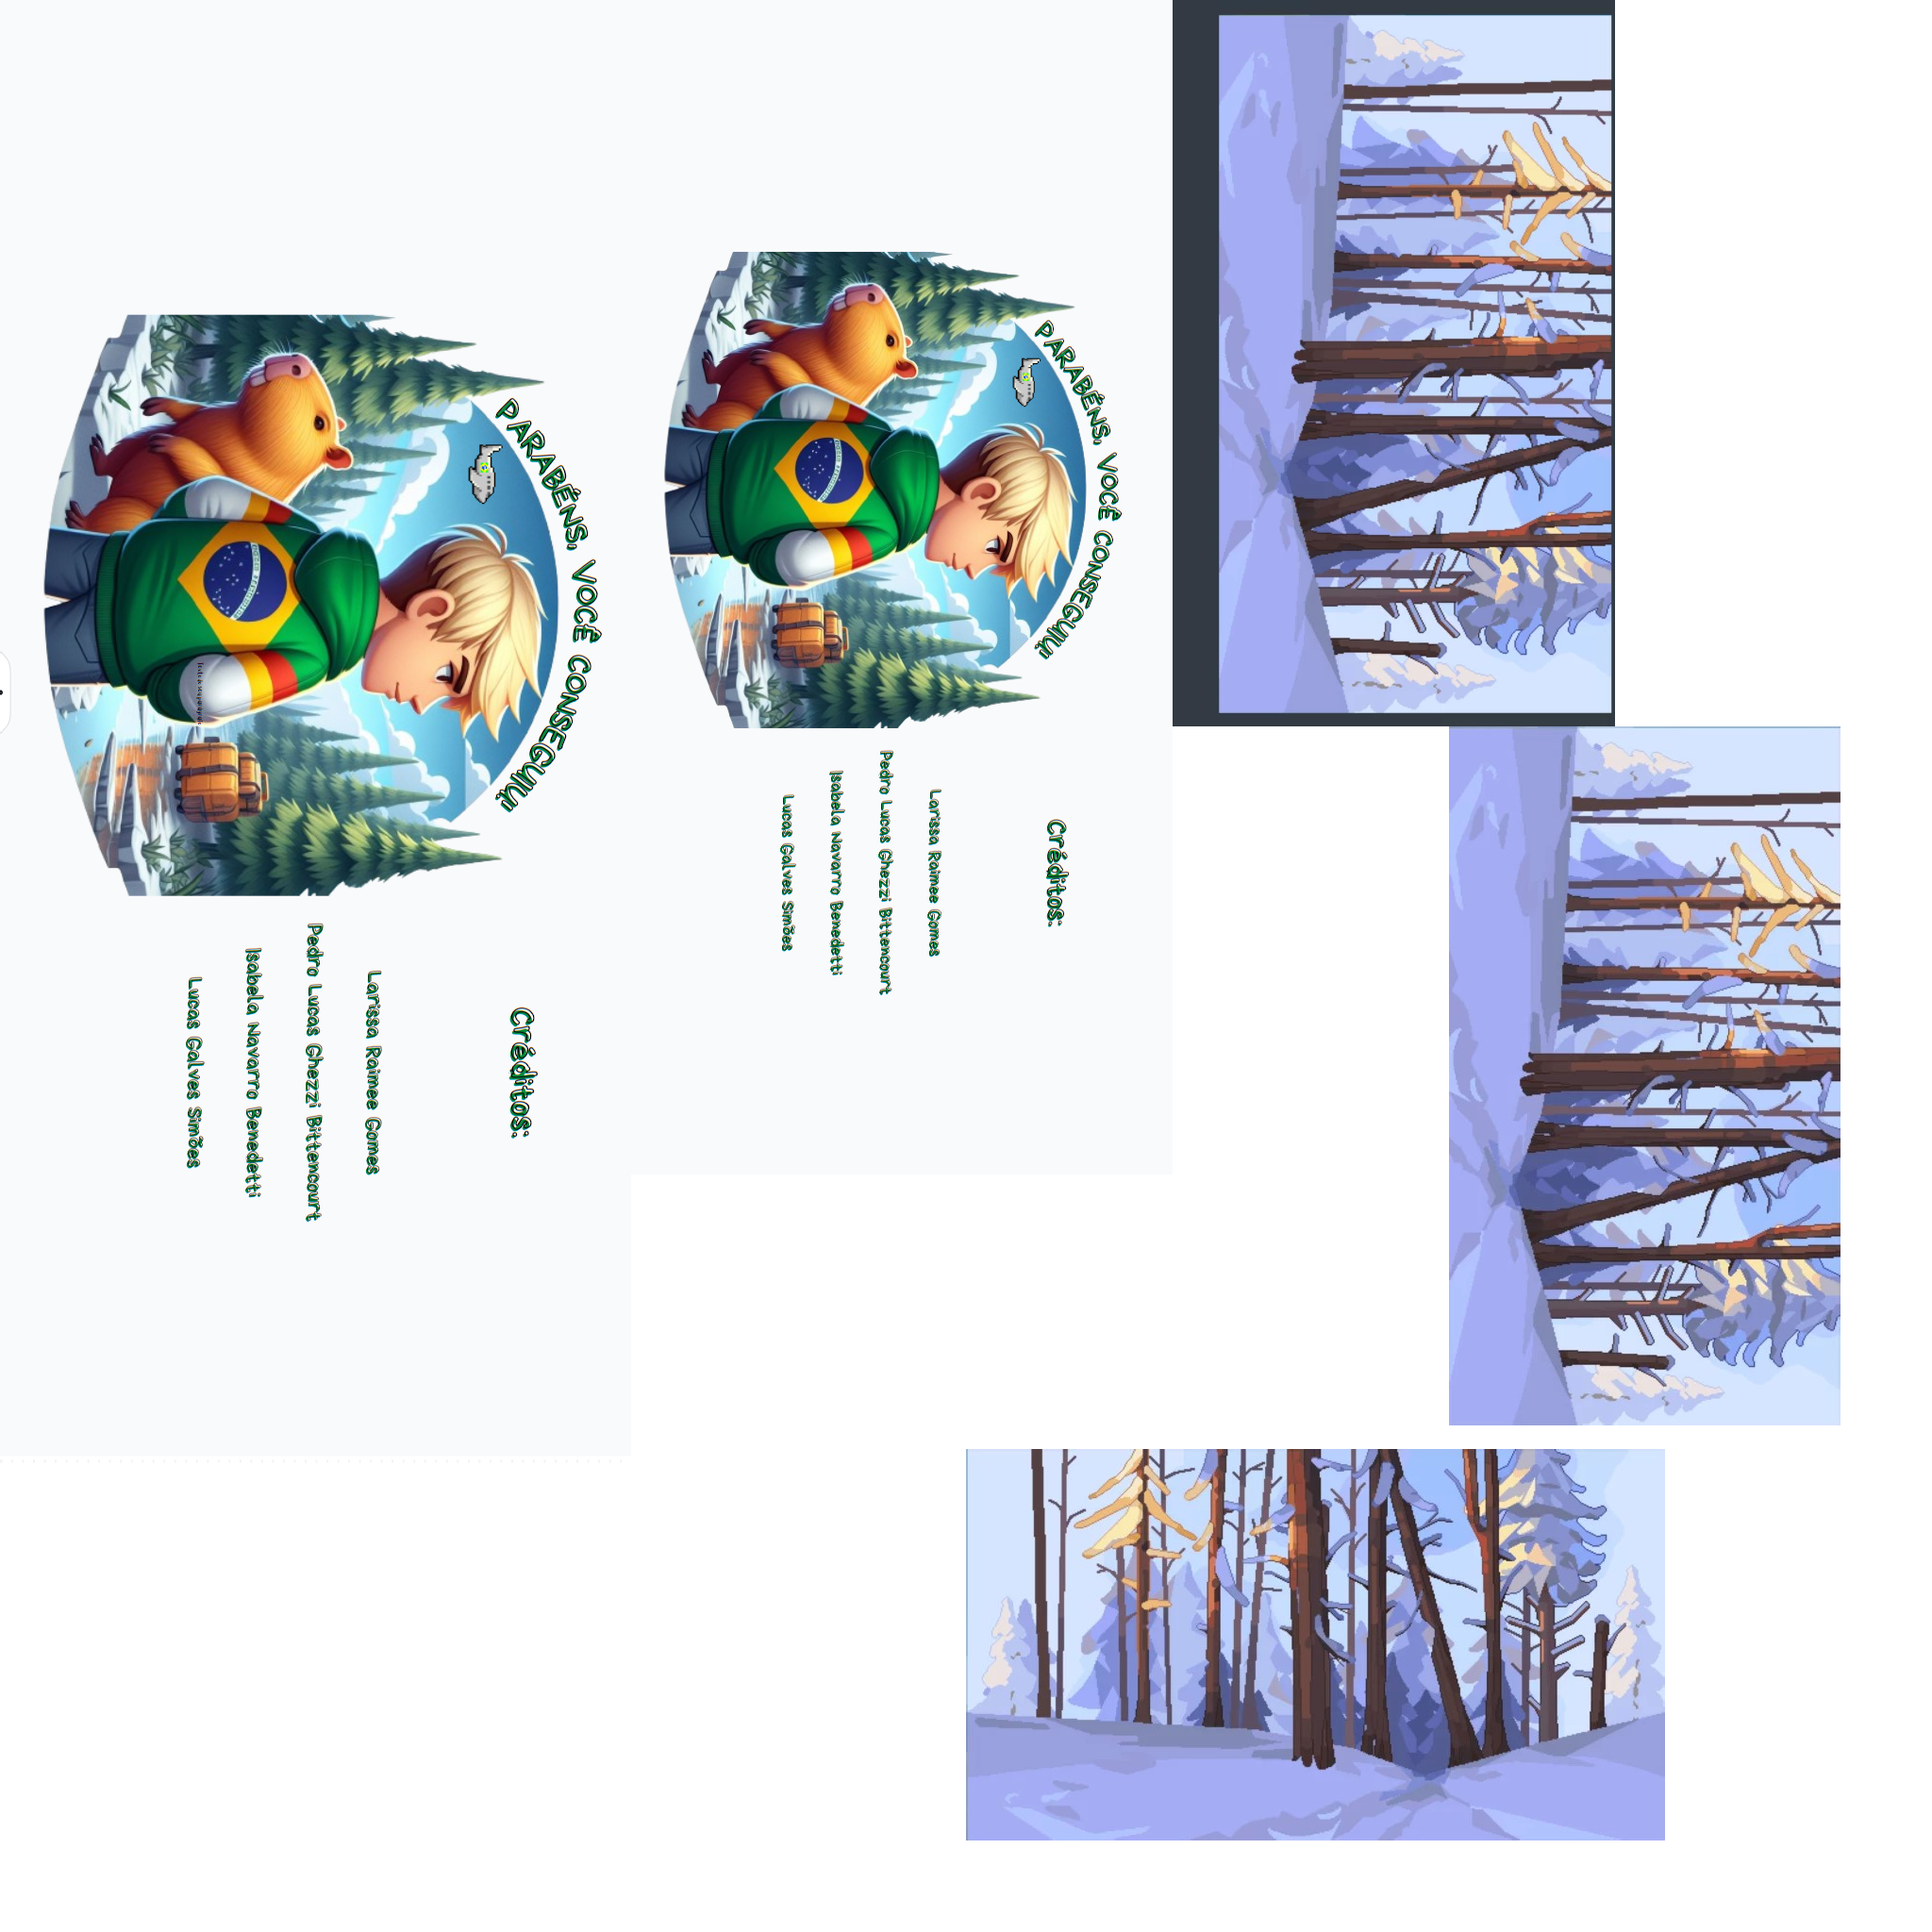 PARABÉNS, VOCÊ CONSEGUIU!
Créditos:
Larissa Raimee Gomes
Pedro Lucas Ghezzi Bittencourt
Isabela Navarro Benedetti
Lucas Galves Simões
PARABÉNS, VOCÊ CONSEGUIU!
Créditos:
Larissa Raimee Gomes
Pedro Lucas Ghezzi Bittencourt
Isabela Navarro Benedetti
Lucas Galves Simões